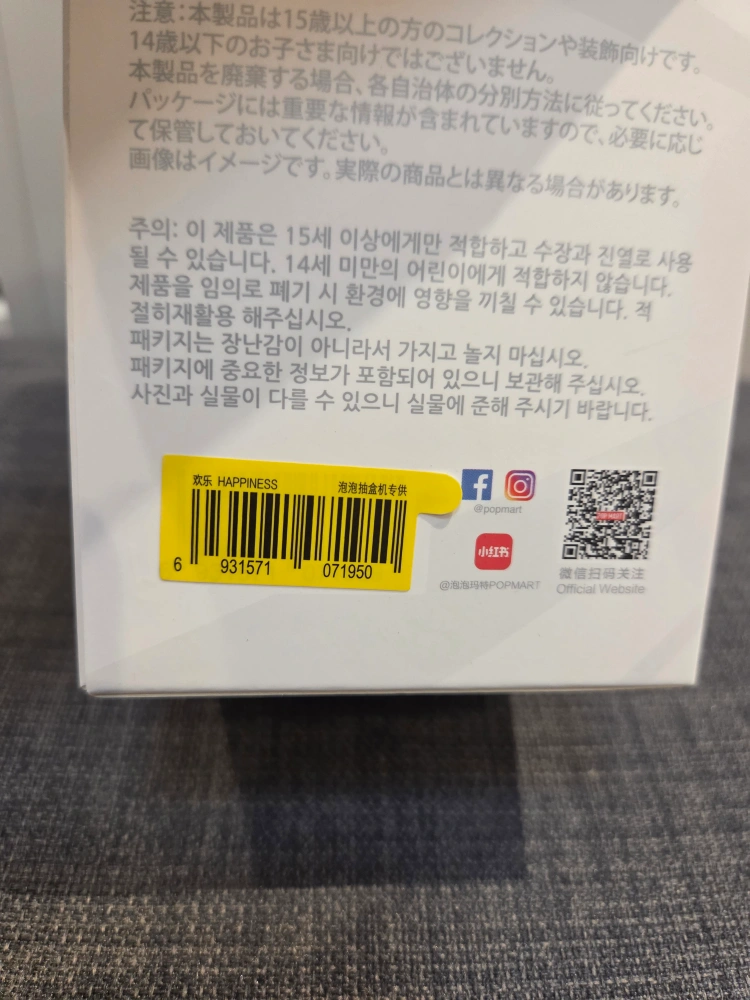 注意：本製品は15歳以上の方のコレクションや装飾向けです。
14歳以下のお子さま向けではございません。
本製品を廃棄する場合、各自治体の分別方法に従ってください。
パッケージには重要な情報が含まれていますので、必要に応じ
て保管しておいてください。
画像はイメージです。実際の商品とは異なる場合があります。
주의: 이 제품은 15세 이상에게만 적합하고 수장과 진열로 사용
될 수 있습니다. 14세 미만의 어린이에게 적합하지 않습니다.
제품을 임의로 폐기 시 환경에 영향을 끼칠 수 있습니다. 적
절히재활용 해주십시오.
패키지는 장난감이 아니라서 가지고 놀지 마십시오.
패키지에 중요한 정보가 포함되어 있으니 보관해 주십시오.
사진과 실물이 다를 수 있으니 실물에 준해 주시기 바랍니다.
欢乐 HAPPINESS 泡泡抽盒机专供
6 931571 071950
@popmart
小红书
@泡泡玛特POPMART
POP MART
微信扫码关注
Official Website